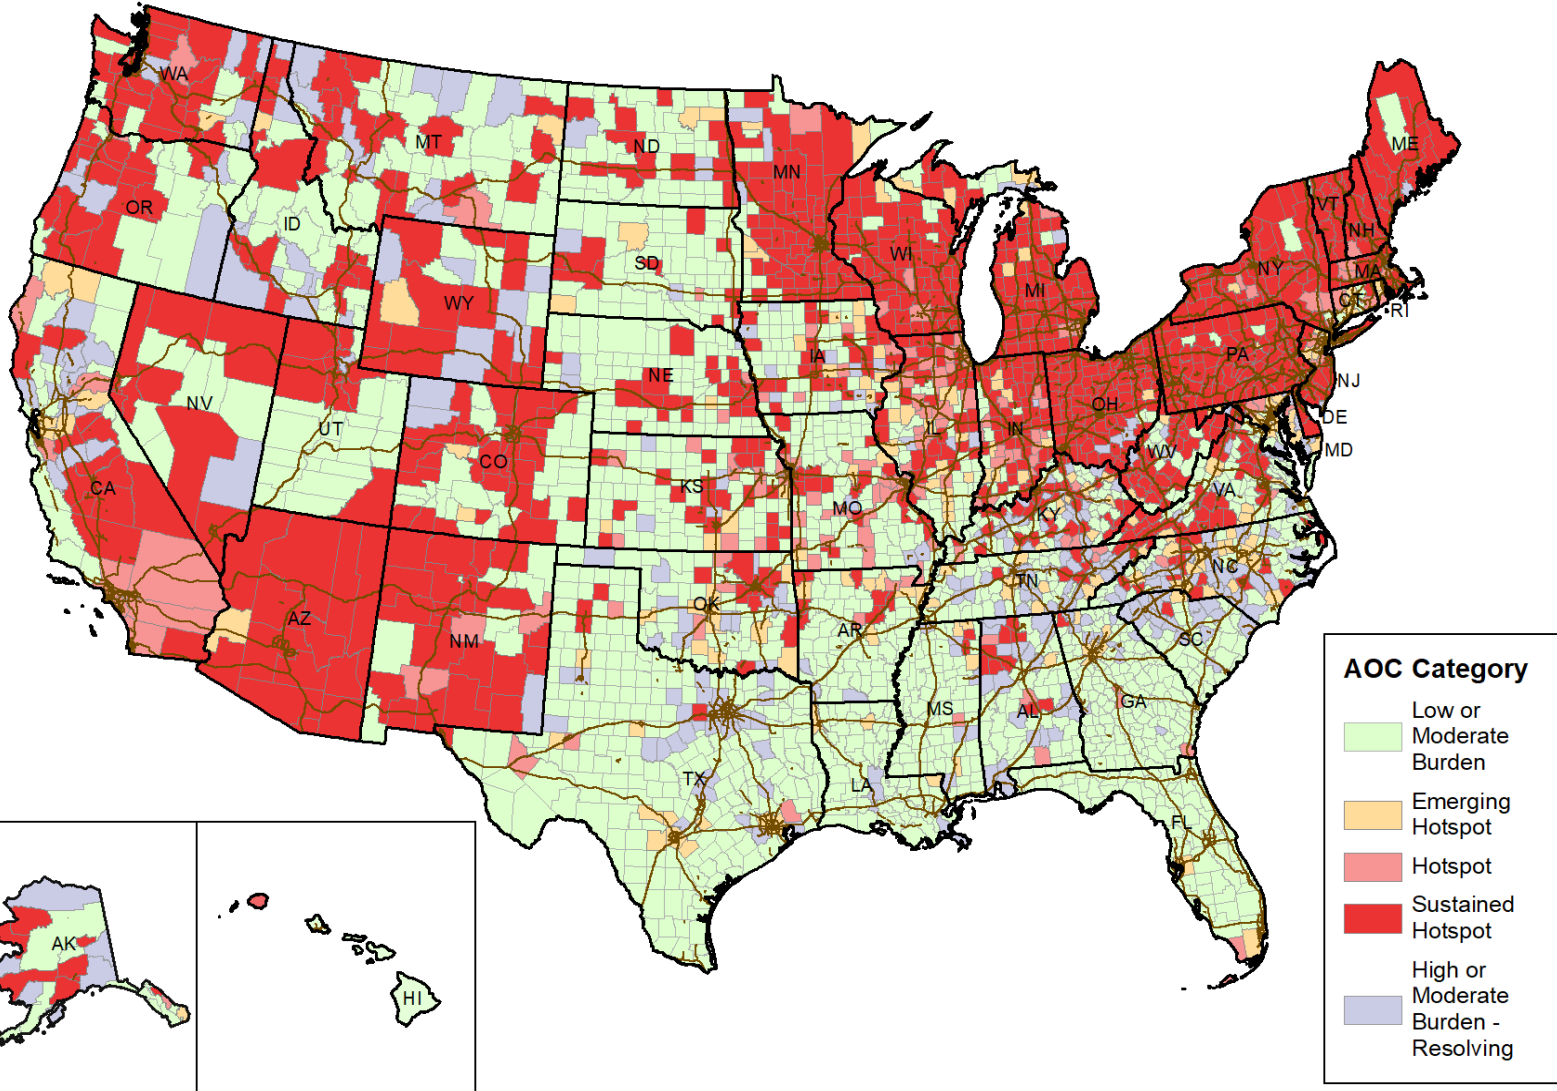 WA
MT
ND
MN
ME
OR
ID
SD
WI
VT
NH
NY
MA
WY
MI
CT
RI
IA
PA
NE
NJ
NV
UT
IL
IN
OH
DE
CO
WV
MD
CA
KS
MO
KY
VA
AZ
NM
OK
TN
NC
AR
SC
MS
AL
GA
TX
LA
FL
AK
HI
AOC Category
Low or
Moderate
Burden
Emerging
Hotspot
Hotspot
Sustained
Hotspot
High or
Moderate
Burden -
Resolving